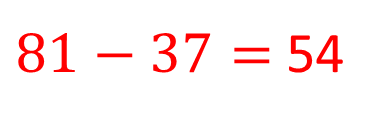 81 − 37 = 54